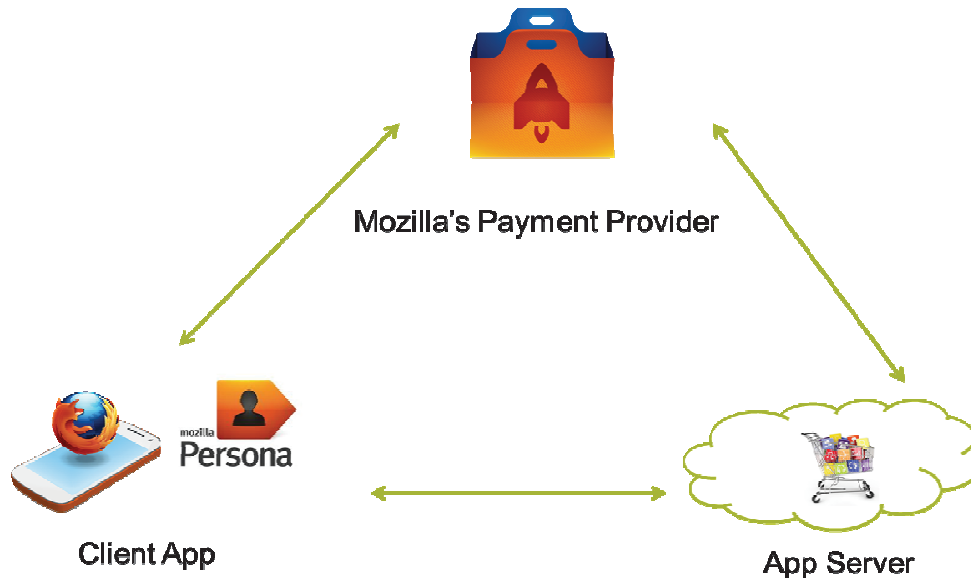 Mozilla's Payment Provider
mozilla
Persona
Client App
App Server